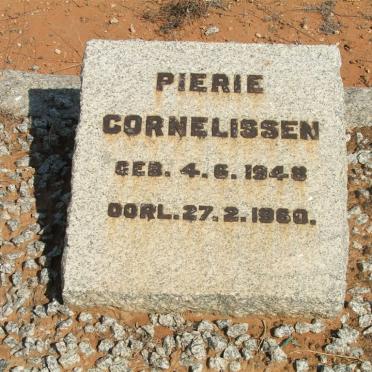 PIERIE
CORNELISSEN
GEB. 4. 6. 1948
OORL. 27. 2. 1960.